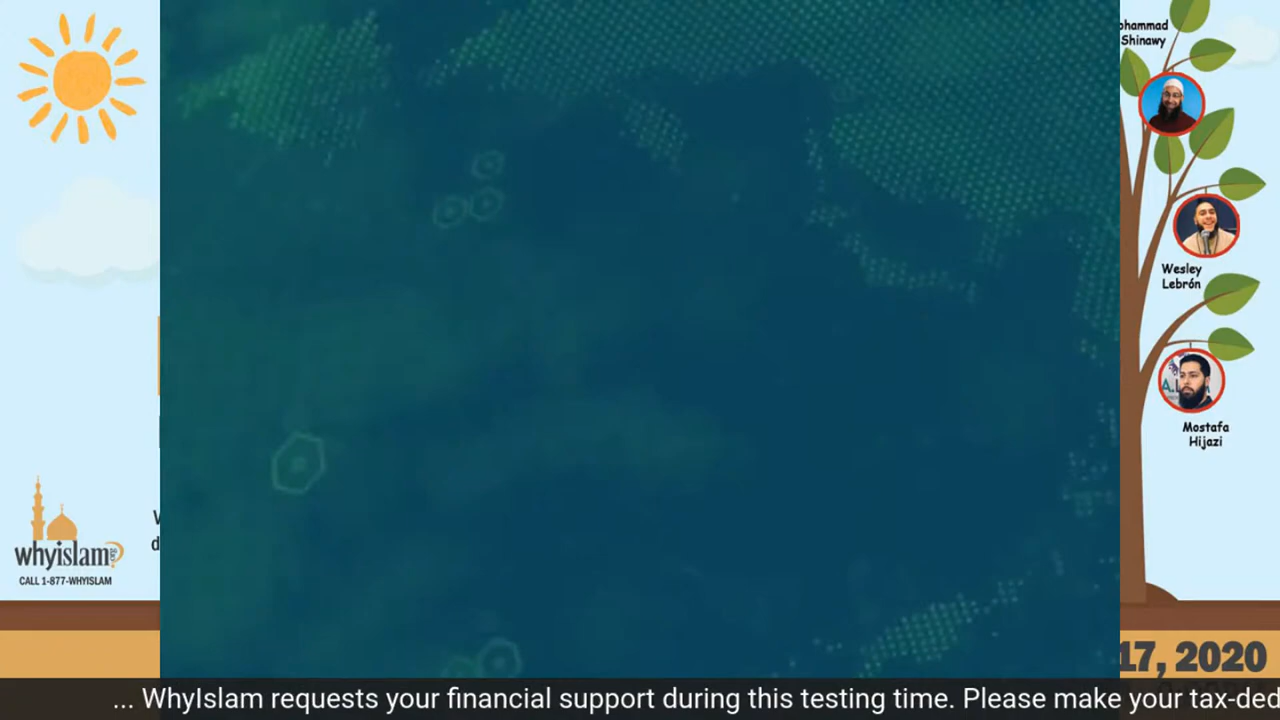 Shinawy
Wesley
Lebrón
Mostafa
Hijazi
whyislam?
CALL 1-877-WHYISLAM
17, 2020
... WhyIslam requests your financial support during this testing time. Please make your tax-ded